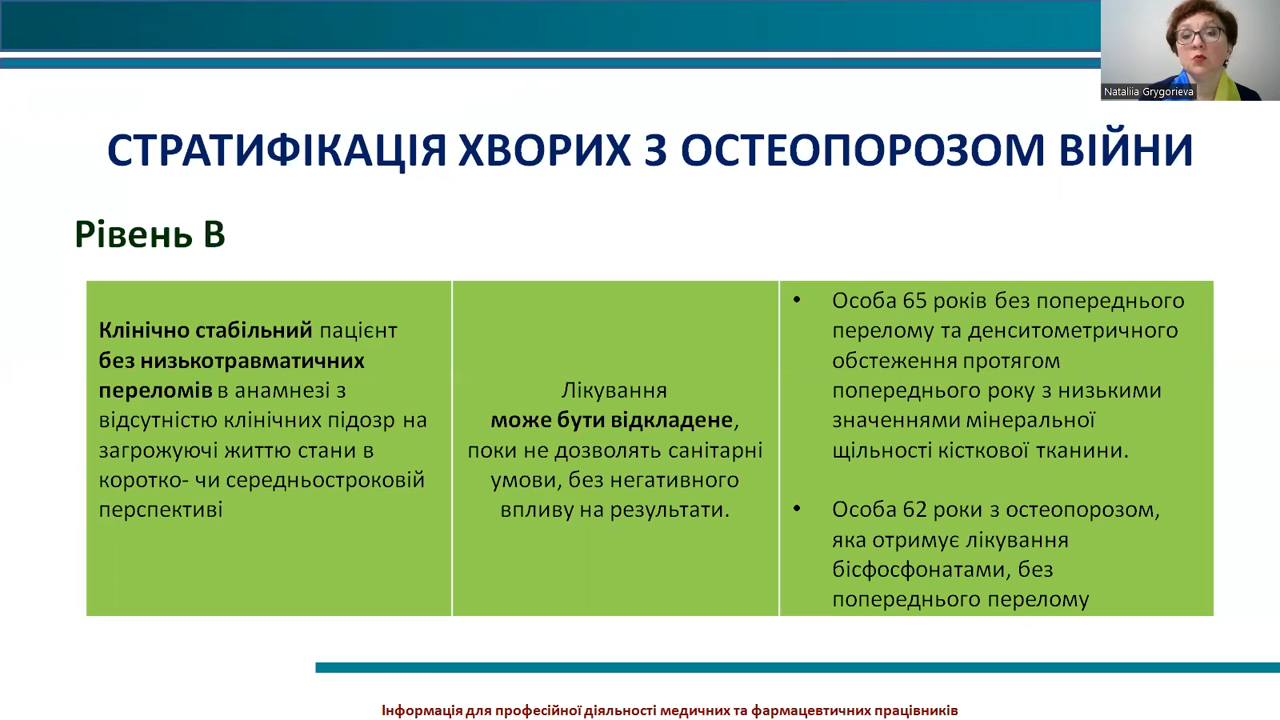 Nataliia Grygorieva
СТРАТИФІКАЦІЯ ХВОРИХ З ОСТЕОПОРОЗОМ ВІЙНИ
Рівень В
Клінічно стабільний пацієнт
без низькотравматичних
переломів в анамнезі з
відсутністю клінічних підозр на
загрожуючі життю стани в
коротко- чи середньостроковій
перспективі
Лікування
може бути відкладене,
поки не дозволять санітарні
умови, без негативного
впливу на результати.
• Особа 65 років без попереднього
перелому та денситометричного
обстеження протягом
попереднього року з низькими
значеннями мінеральної
щільності кісткової тканини.
• Особа 62 роки з остеопорозом,
яка отримує лікування
бісфосфонатами, без
попереднього перелому
Інформація для професійної діяльності медичних та фармацевтичних працівників